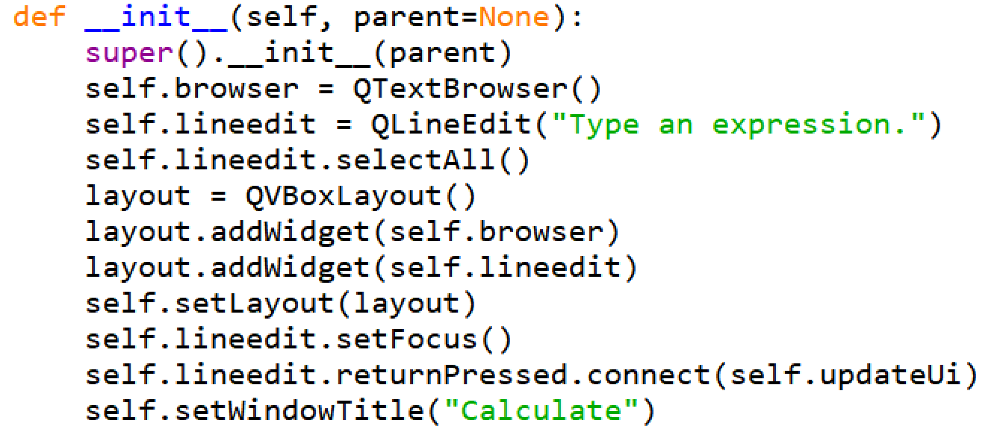 def __init__(self, parent=None):
    super().__init__(parent)
    self.browser = QTextBrowser()
    self.lineedit = QLineEdit("Type an expression.")
    self.lineedit.selectAll()
    layout = QVBoxLayout()
    layout.addWidget(self.browser)
    layout.addWidget(self.lineedit)
    self.setLayout(layout)
    self.lineedit.setFocus()
    self.lineedit.returnPressed.connect(self.updateUi)
    self.setWindowTitle("Calculate")